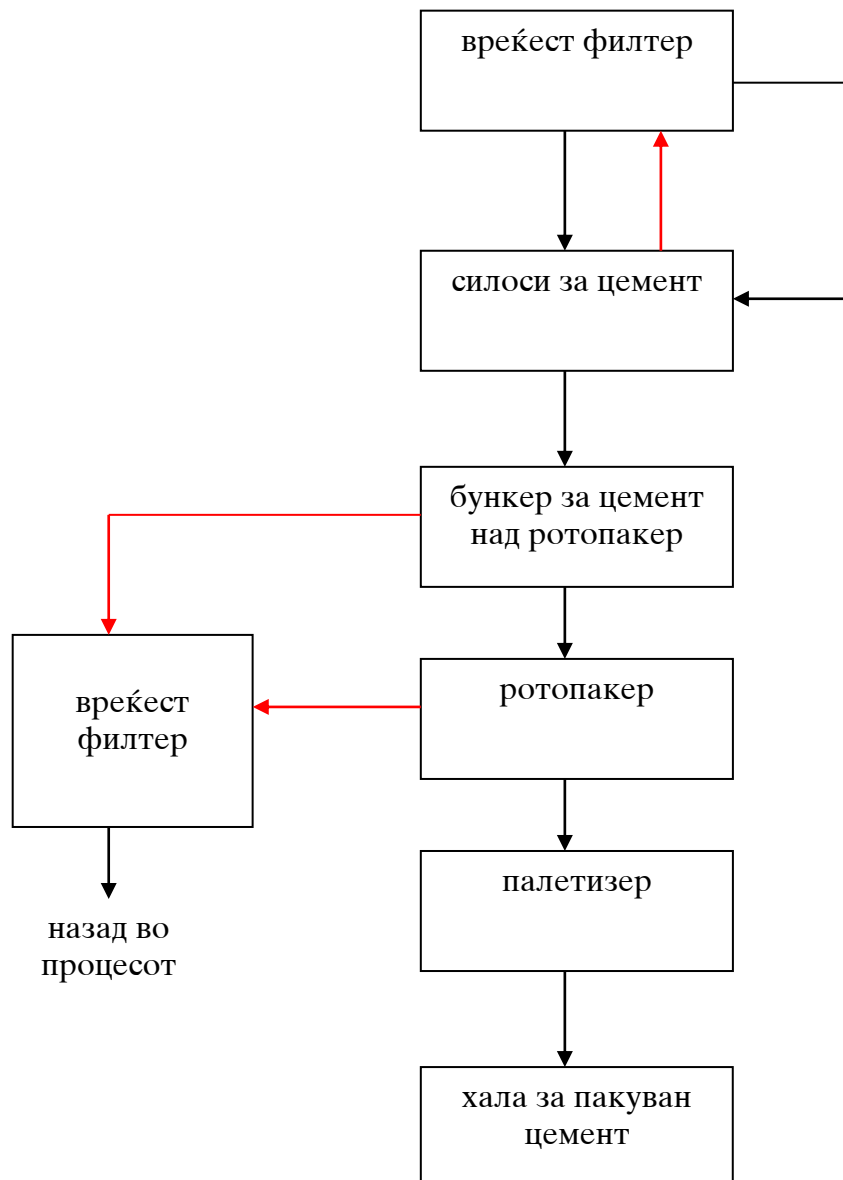 вреќест филтер
силоси за цемент
бункер за цемент
над ротопакер
ротопакер
вреќест
филтер
палетизер
назад во
процесот
хала за пакуван
цемент